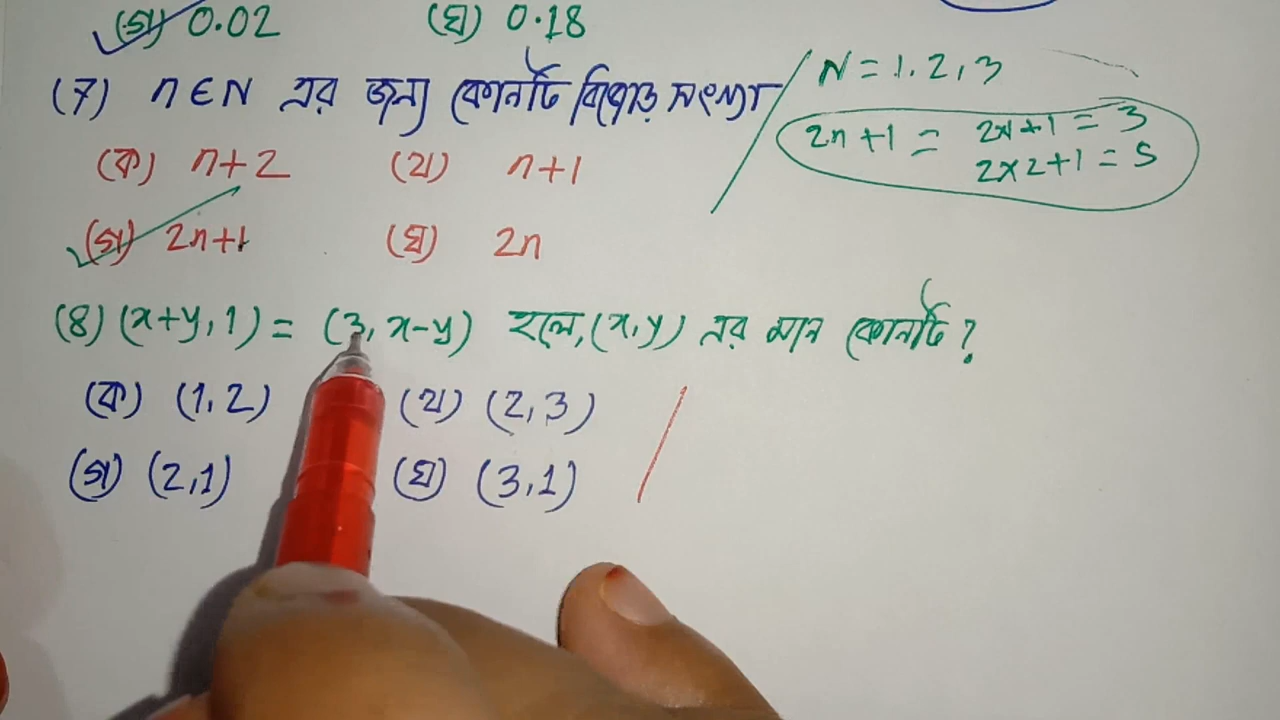 (গ) 0.02 (ঘ) 0.18
(7) n∈N এর জন্য কোনটি বিজোড় সংখ্যা
(ক) n+2 (খ) n+1
(গ) 2n+1 (ঘ) 2n
N = 1, 2, 3
2n+1 = 2×1+1 = 3
2×2+1 = 5
(8) (x+y, 1) = (3, x-y) হলে, (x,y) এর মান কোনটি?
(ক) (1, 2) (খ) (2, 3)
(গ) (2,1) (ঘ) (3,1)